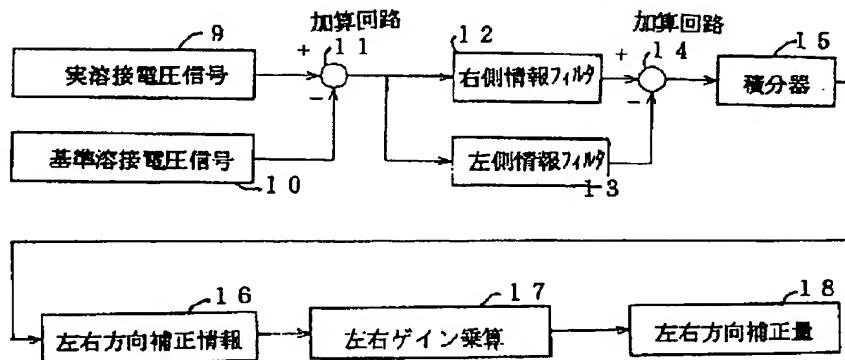 加算回路
加算回路
9
+
11
12
+
14
15
実溶接電圧信号
右側情報フィルタ
積分器
-
-
基準溶接電圧信号
左側情報フィルタ
10
13
16
17
18
左右方向補正情報
左右ゲイン乗算
左右方向補正量